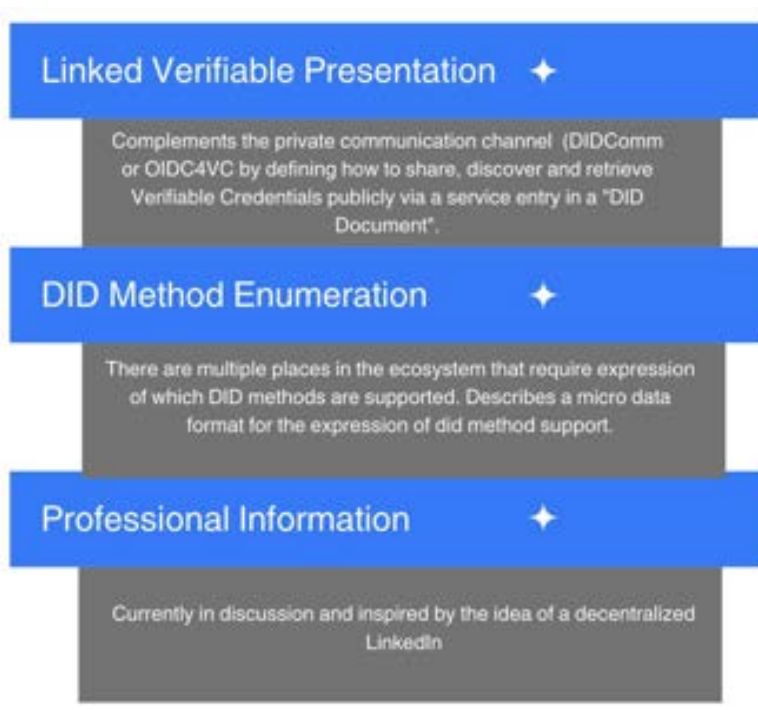 Linked Verifiable Presentation
Complements the private communication channel (DIDComm
or OIDC4VC by defining how to share, discover and retrieve
Verifiable Credentials publicly via a service entry in a "DID
Document".
DID Method Enumeration
There are multiple places in the ecosystem that require expression
of which DID methods are supported. Describes a micro data
format for the expression of did method support.
Professional Information
Currently in discussion and inspired by the idea of a decentralized
LinkedIn